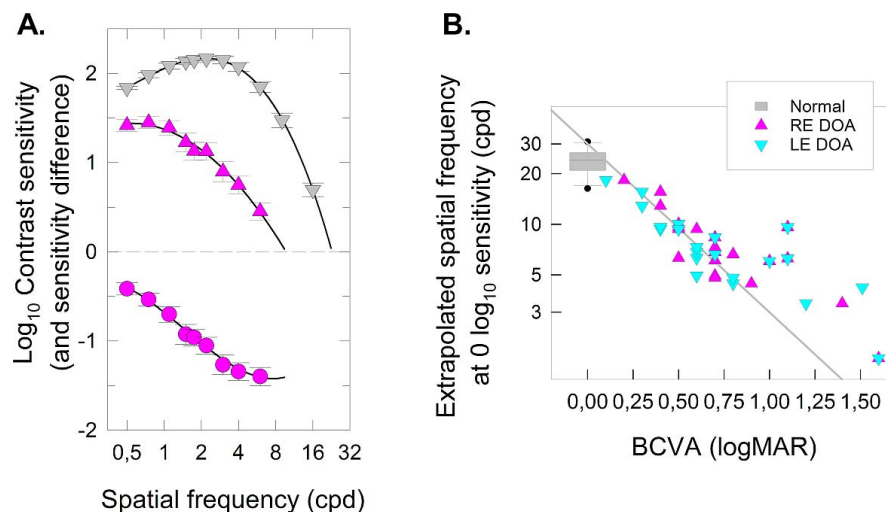 A.
Log10 Contrast sensitivity
(and sensitivity difference)
2
1
0
-1
-2
0,5 1 2 4 8 16 32
Spatial frequency (cpd)
B.
Extrapolated spatial frequency
at 0 log10 sensitivity (cpd)
Normal
RE DOA
LE DOA
30
20
10
5
3
0,00 0,25 0,50 0,75 1,00 1,25 1,50
BCVA (logMAR)